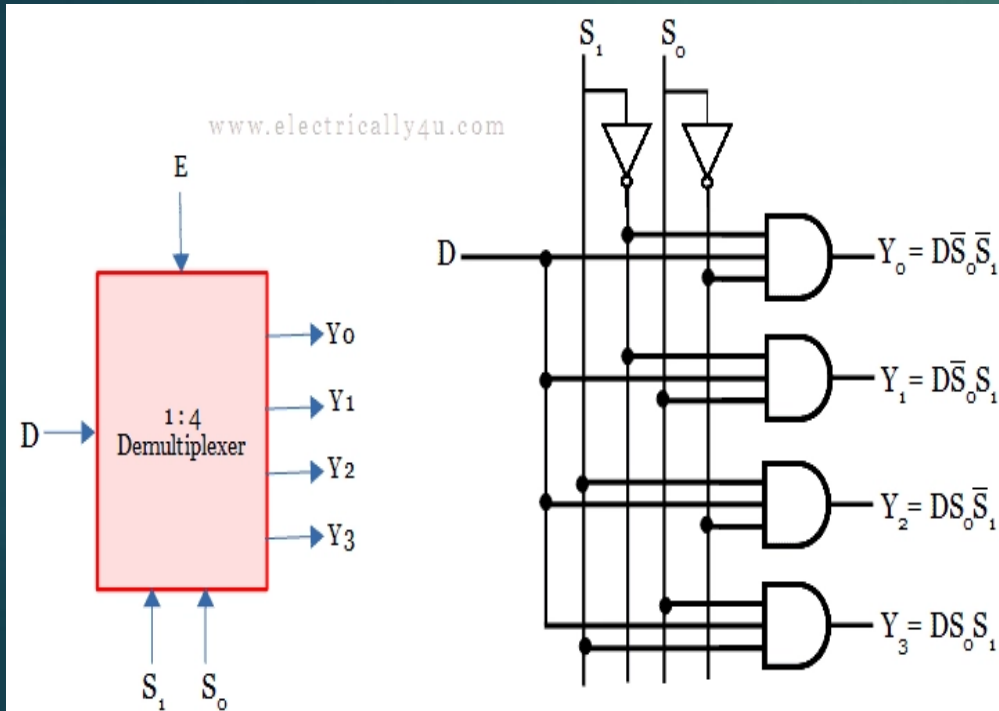 www.electrically4u.com
E
D
1:4
Demultiplexer
Y0
Y1
Y2
Y3
S₁ S₀
S₁ S₀
D
Y₀ = DS̅₀S̅₁
Y₁ = DS̅₀S₁
Y₂ = DS₀S̅₁
Y₃ = DS₀S₁